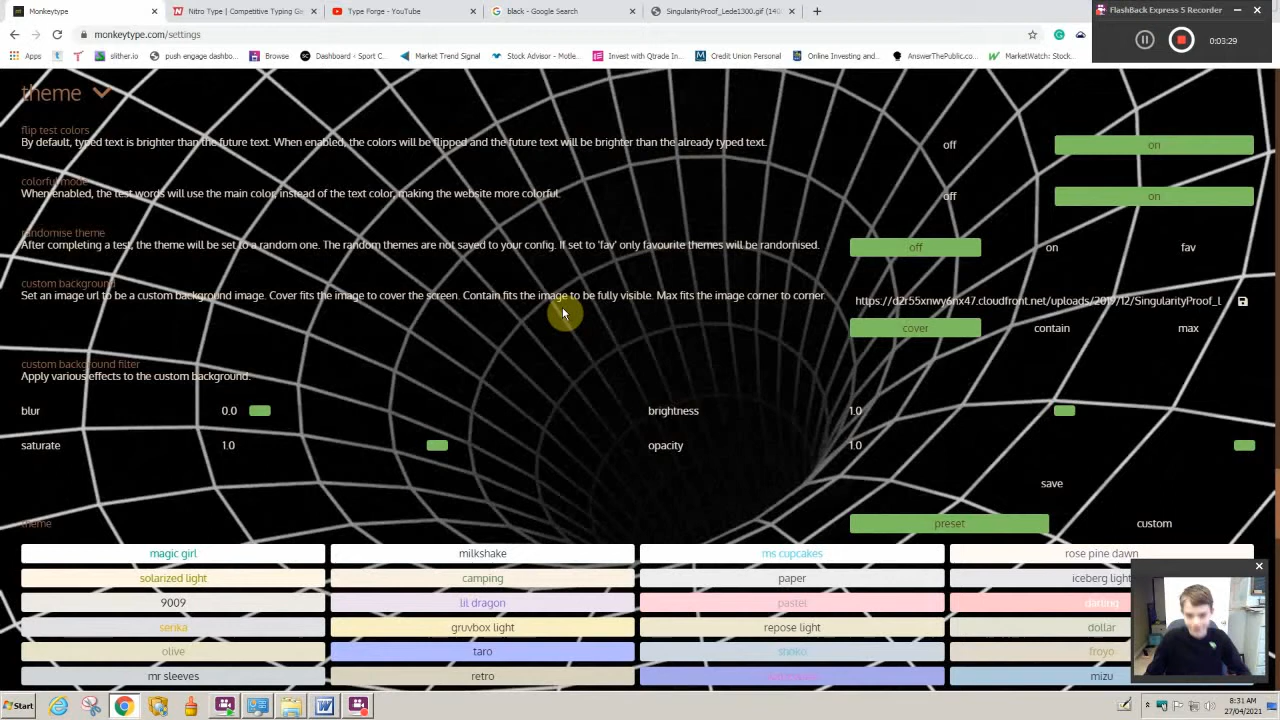 Monkeytype
Nitro Type | Competitive Typing G
Type Forge - YouTube
black - Google Search
SingularityProof_Lede1300.gif (140
FlashBack Express 5 Recorder
monkeytype.com/settings
00:03:29
Apps
slither.io
push engage dashbo...
Browse
Dashboard - Sport C...
Market Trend Signal
Stock Advisor - Motle...
Invest with Qtrade In...
Credit Union Personal
Online Investing and...
AnswerThePublic.co...
MarketWatch: Stock...
theme
flip test colors
By default, typed text is brighter than the future text. When enabled, the colors will be flipped and the future text will be brighter than the already typed text.
off
on
colorful mode
When enabled, the test words will use the main color, instead of the text color, making the website more colorful.
off
on
randomise theme
After completing a test, the theme will be set to a random one. The random themes are not saved to your config. If set to 'fav' only favourite themes will be randomised.
off
on
fav
custom background
Set an image url to be a custom background image. Cover fits the image to cover the screen. Contain fits the image to be fully visible. Max fits the image corner to corner.
https://d2r55xnwy6nx47.cloudfront.net/uploads/2019/12/SingularityProof_L
cover
contain
max
custom background filter
Apply various effects to the custom background.
blur
0.0
brightness
1.0
saturate
1.0
opacity
1.0
save
theme
preset
custom
magic girl
milkshake
ms cupcakes
rose pine dawn
solarized light
camping
paper
iceberg light
9009
lil dragon
pastel
darling
serika
gruvbox light
repose light
dollar
olive
taro
shoko
froyo
mr sleeves
retro
mizu
Start
8:31 AM
27/04/2021